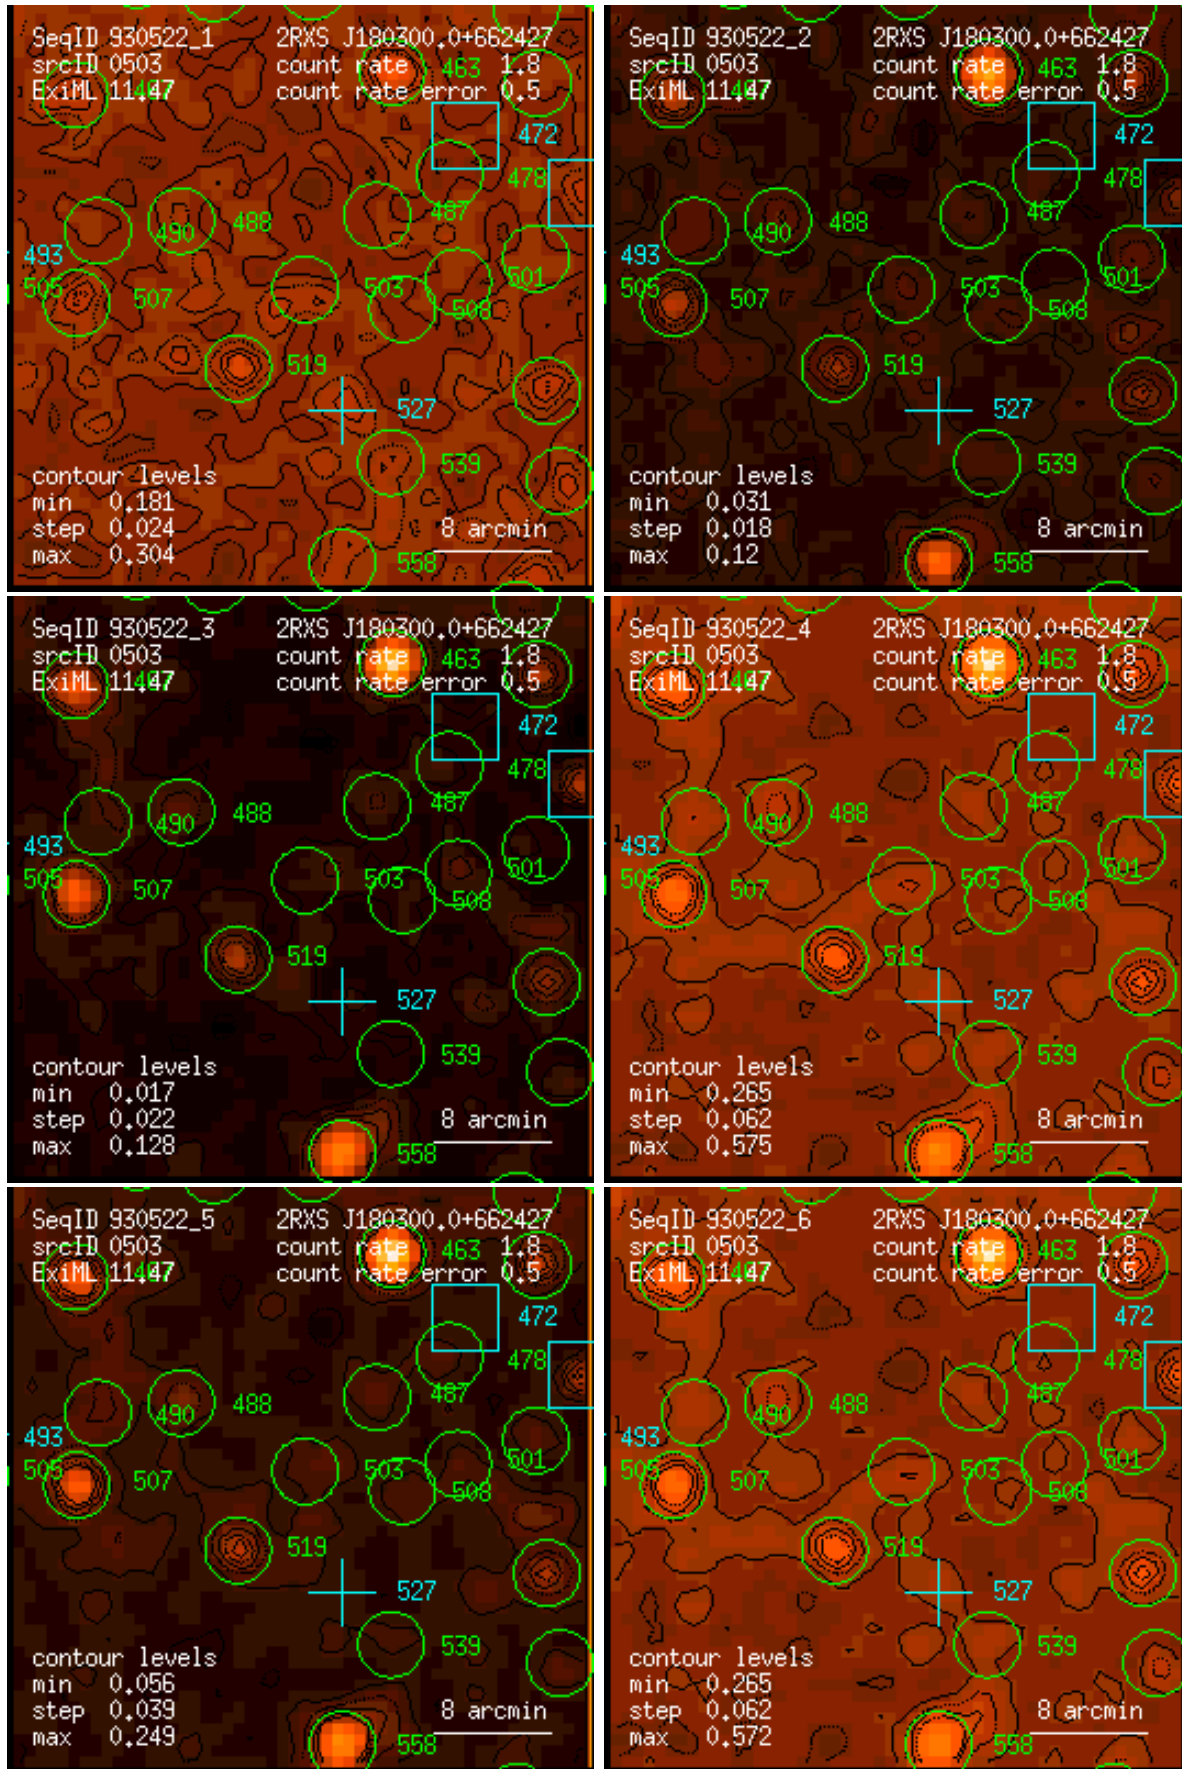 SeqID 930522_1 2RXS J180300.0+662427
srcID 0503 count rate 463 1.8
ExiML 11.47 count rate error 0.5
472
478
487
488
490
493
501
503
505
507
508
519
527
539
contour levels
min 0.181
step 0.024 8 arcmin
max 0.304 558
SeqID 930522_2 2RXS J180300.0+662427
srcID 0503 count rate 463 1.8
ExiML 11.47 count rate error 0.5
472
478
487
488
490
493
501
503
505
507
508
519
527
539
contour levels
min 0.031
step 0.018 8 arcmin
max 0.12 558
SeqID 930522_3 2RXS J180300.0+662427
srcID 0503 count rate 463 1.8
ExiML 11.47 count rate error 0.5
472
478
487
488
490
493
501
503
505
507
508
519
527
539
contour levels
min 0.017
step 0.022 8 arcmin
max 0.128 558
SeqID 930522_4 2RXS J180300.0+662427
srcID 0503 count rate 463 1.8
ExiML 11.47 count rate error 0.5
472
478
487
488
490
493
501
503
505
507
508
519
527
539
contour levels
min 0.265
step 0.062 8 arcmin
max 0.575 558
SeqID 930522_5 2RXS J180300.0+662427
srcID 0503 count rate 463 1.8
ExiML 11.47 count rate error 0.5
472
478
487
488
490
493
501
503
505
507
508
519
527
539
contour levels
min 0.056
step 0.039 8 arcmin
max 0.249 558
SeqID 930522_6 2RXS J180300.0+662427
srcID 0503 count rate 463 1.8
ExiML 11.47 count rate error 0.5
472
478
487
488
490
493
501
503
505
507
508
519
527
539
contour levels
min 0.265
step 0.062 8 arcmin
max 0.572 558